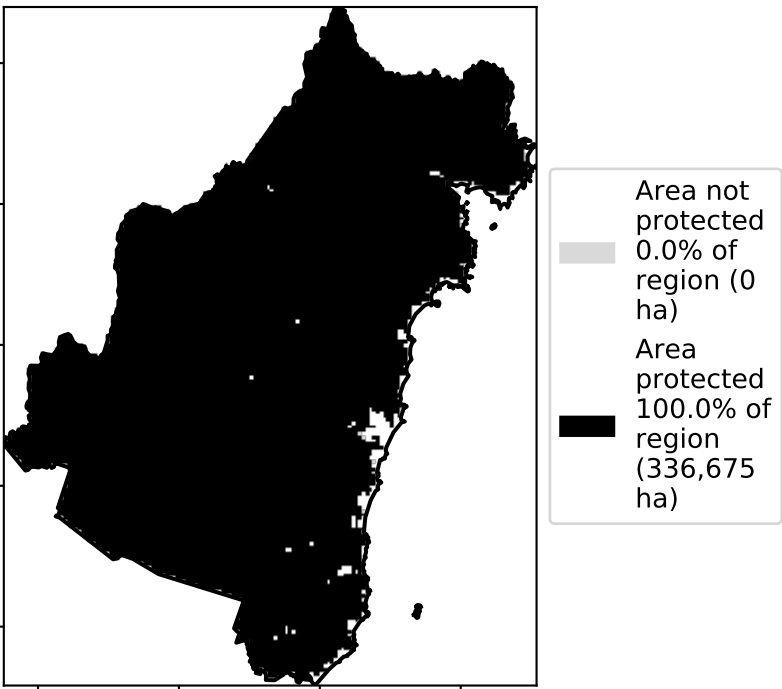 Area not
protected
0.0% of
region (0
ha)
Area
protected
100.0% of
region
(336,675
ha)